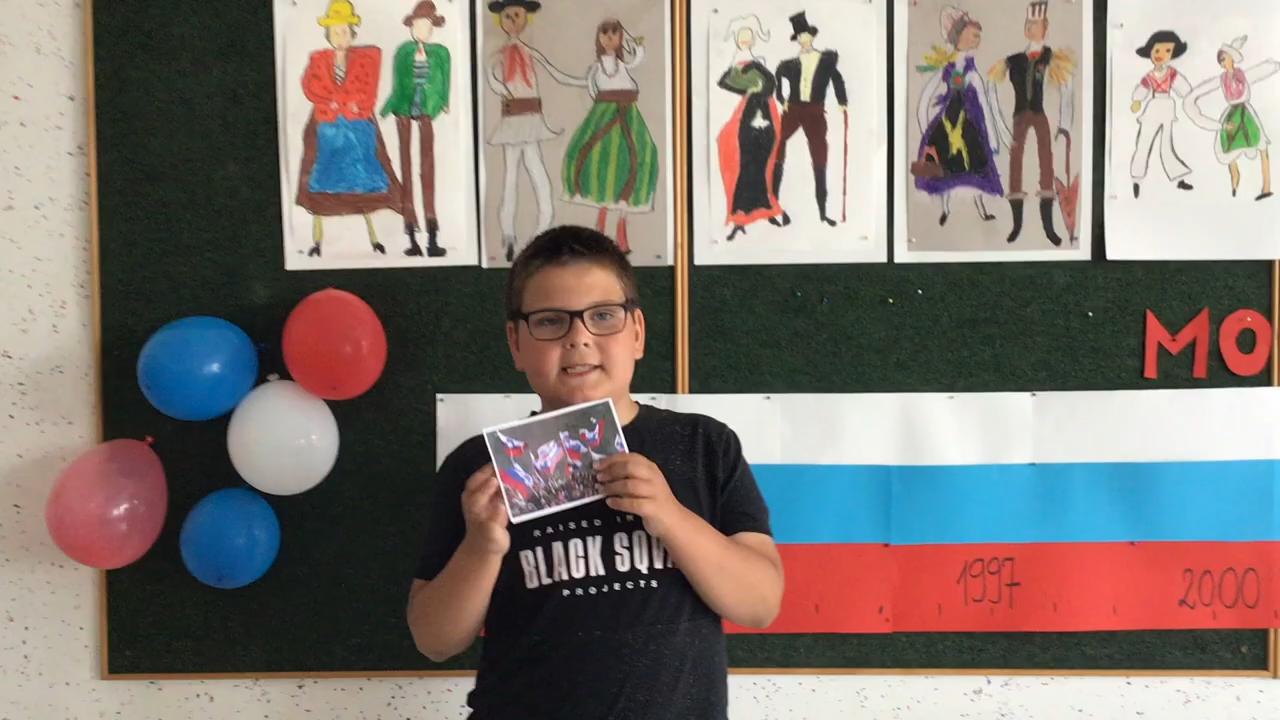 MO
1997
2000
RAISED IN
BLACK SQU
PROJECTS